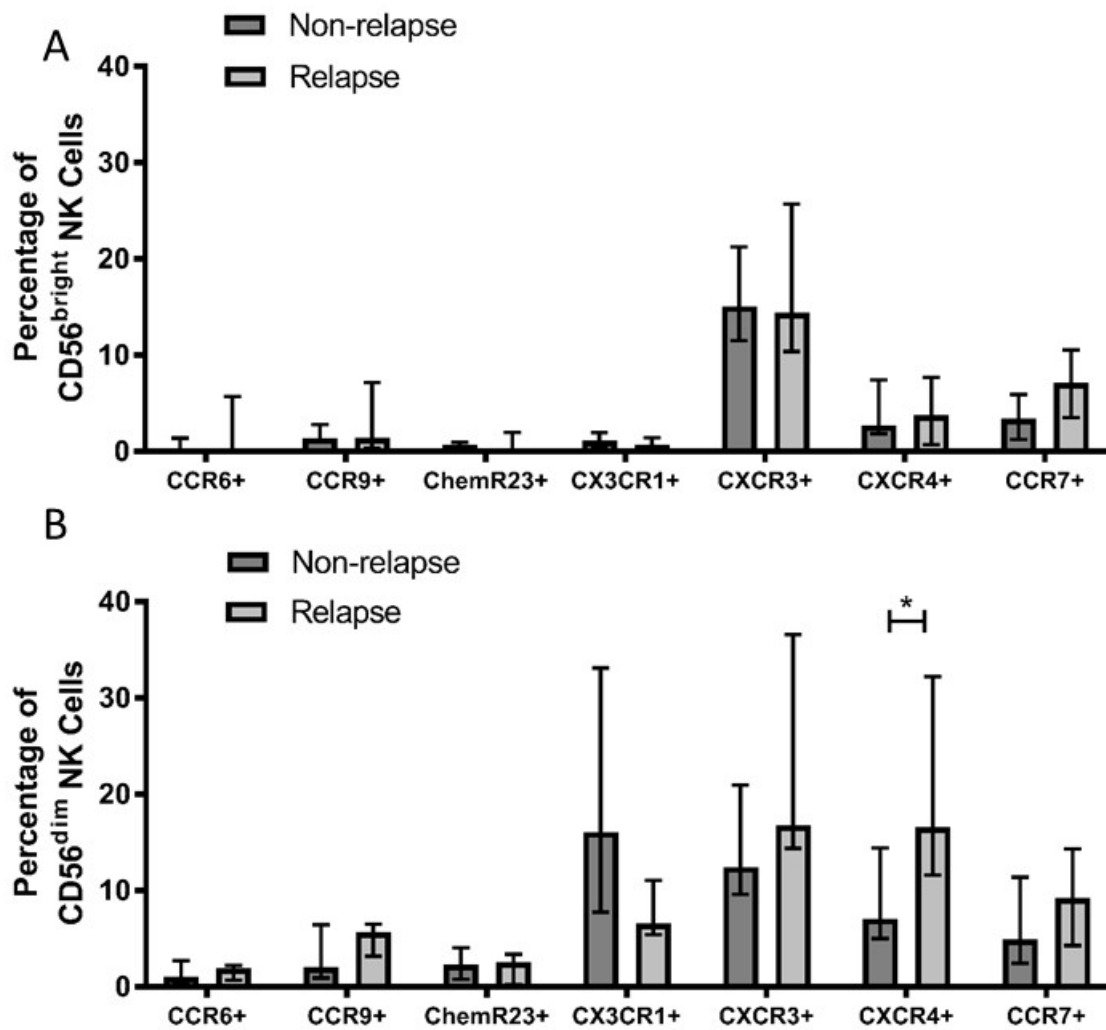 A
Non-relapse
Relapse
Percentage of
CD56bright NK Cells
40
30
20
10
0
CCR6+ CCR9+ ChemR23+ CX3CR1+ CXCR3+ CXCR4+ CCR7+
B
Non-relapse
Relapse
Percentage of
CD56dim NK Cells
40
30
20
10
0
*
CCR6+ CCR9+ ChemR23+ CX3CR1+ CXCR3+ CXCR4+ CCR7+